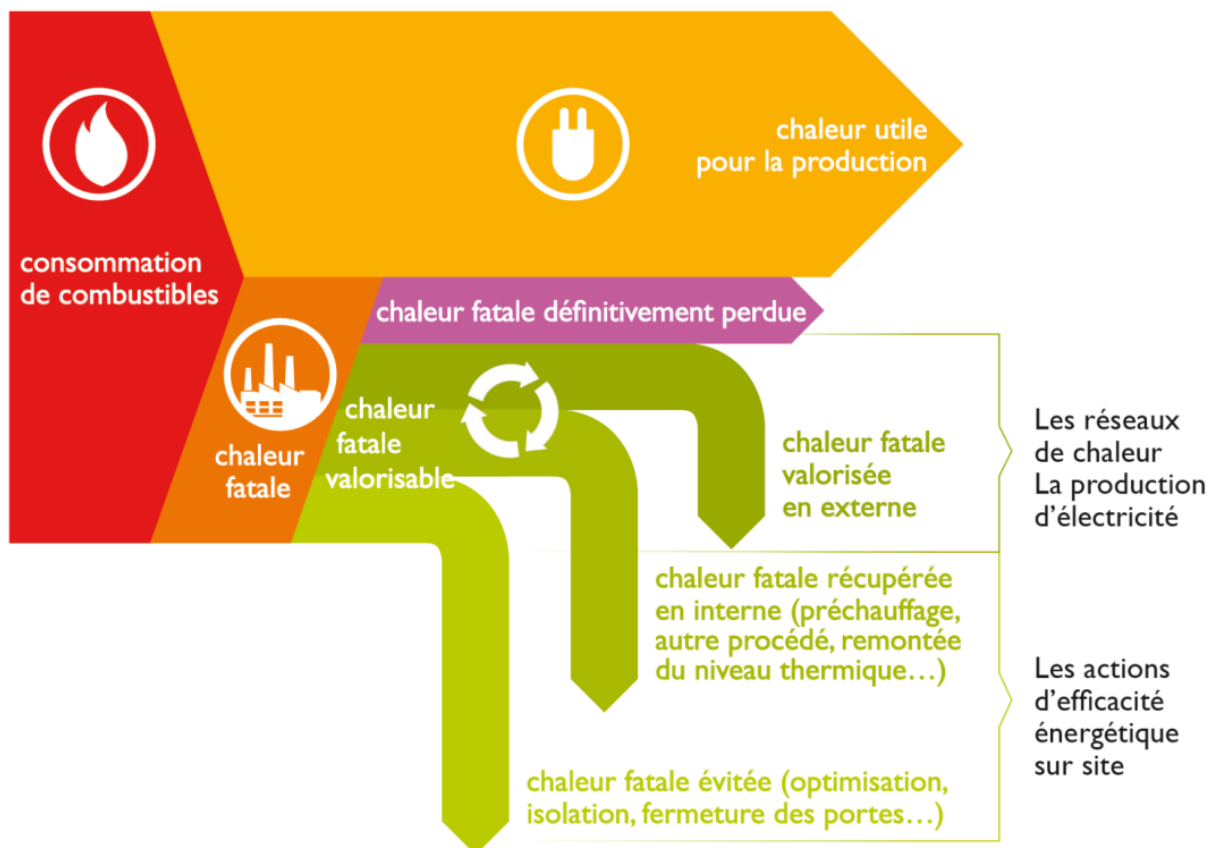 chaleur utile
pour la production
consommation
de combustibles
chaleur fatale définitivement perdue
chaleur
fatale
chaleur
fatale
valorisable
chaleur fatale
valorisée
en externe
Les réseaux
de chaleur
La production
d’électricité
chaleur fatale récupérée
en interne (préchauffage,
autre procédé, remontée
du niveau thermique…)
Les actions
d’efficacité
énergétique
sur site
chaleur fatale évitée (optimisation,
isolation, fermeture des portes…)